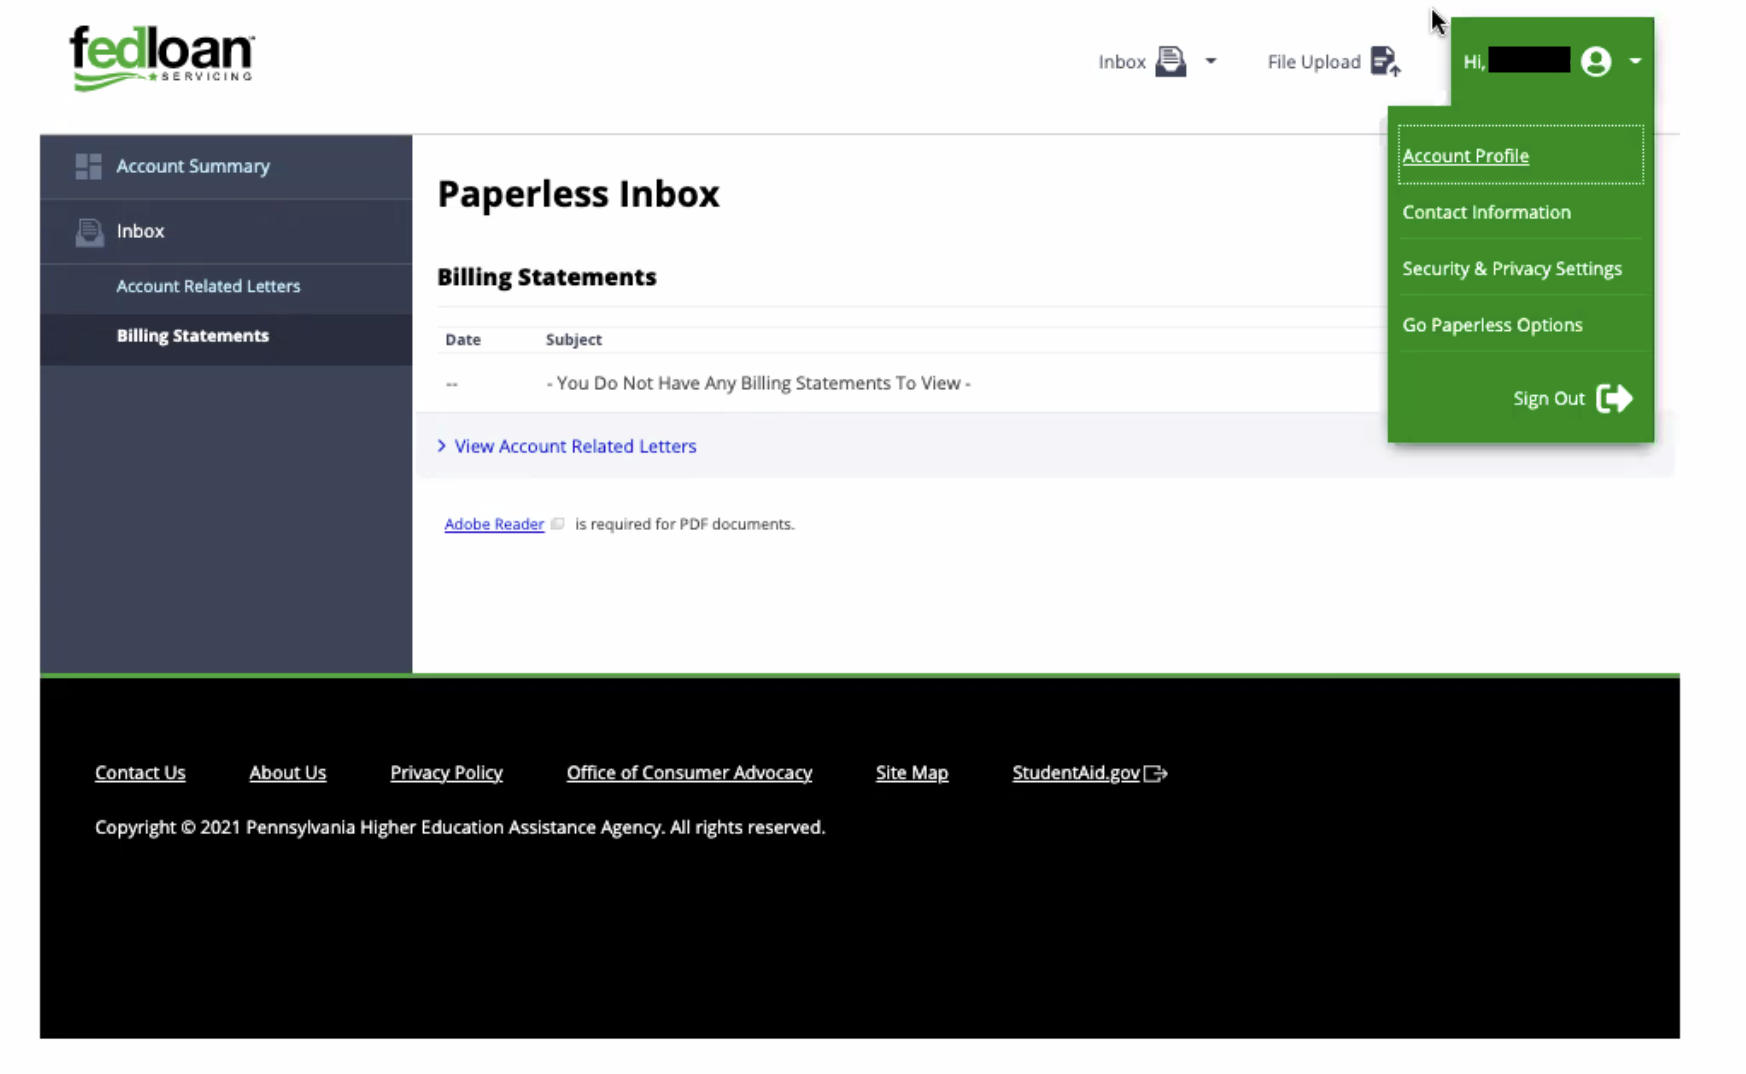 fedloan
SERVICING
Inbox
File Upload
Hi,
Account Profile
Contact Information
Security & Privacy Settings
Go Paperless Options
Sign Out
Account Summary
Inbox
Account Related Letters
Billing Statements
Paperless Inbox
Billing Statements
Date Subject
-- - You Do Not Have Any Billing Statements To View -
View Account Related Letters
Adobe Reader is required for PDF documents.
Contact Us About Us Privacy Policy Office of Consumer Advocacy Site Map StudentAid.gov
Copyright © 2021 Pennsylvania Higher Education Assistance Agency. All rights reserved.